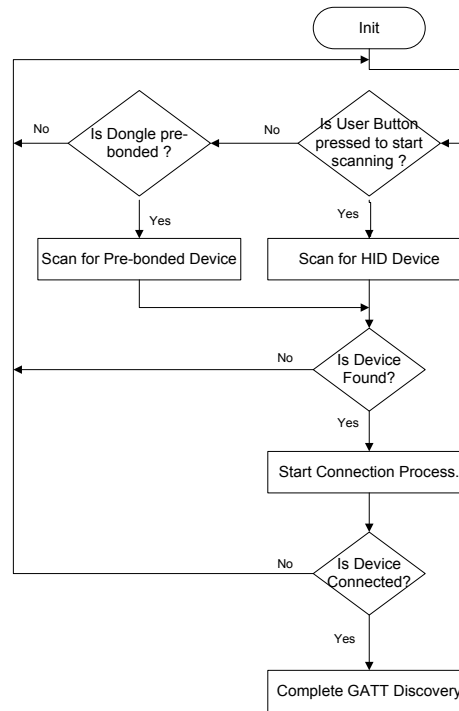 Init
Is Dongle pre-
bonded ?
No
Is User Button
pressed to start
scanning ?
No
Yes
Yes
Scan for Pre-bonded Device
Scan for HID Device
Is Device
Found?
No
Yes
Start Connection Process.
Is Device
Connected?
No
Yes
Complete GATT Discovery